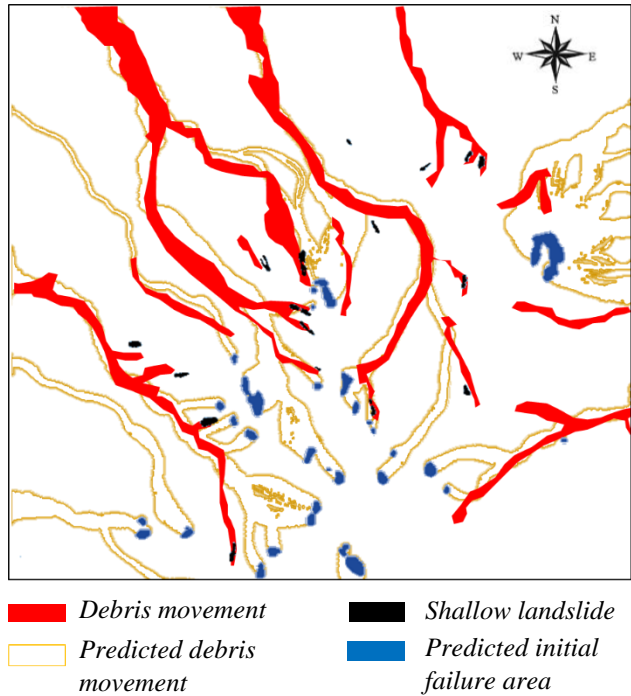 N
W
E
S
Debris movement
Shallow landslide
Predicted debris
movement
Predicted initial
failure area